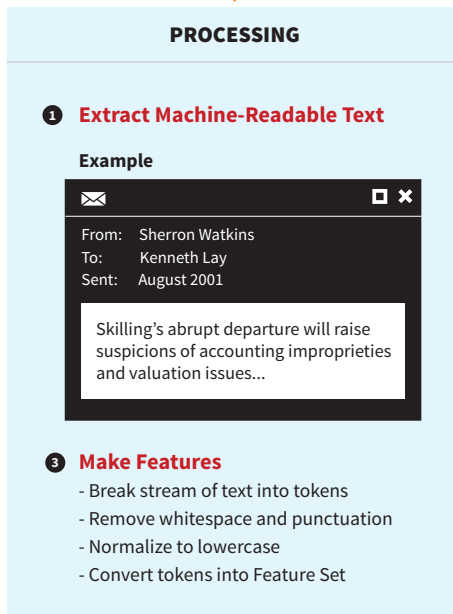 PROCESSING
1 Extract Machine-Readable Text
Example
From: Sherron Watkins
To: Kenneth Lay
Sent: August 2001
Skilling’s abrupt departure will raise
suspicions of accounting improprieties
and valuation issues...
3 Make Features
- Break stream of text into tokens
- Remove whitespace and punctuation
- Normalize to lowercase
- Convert tokens into Feature Set